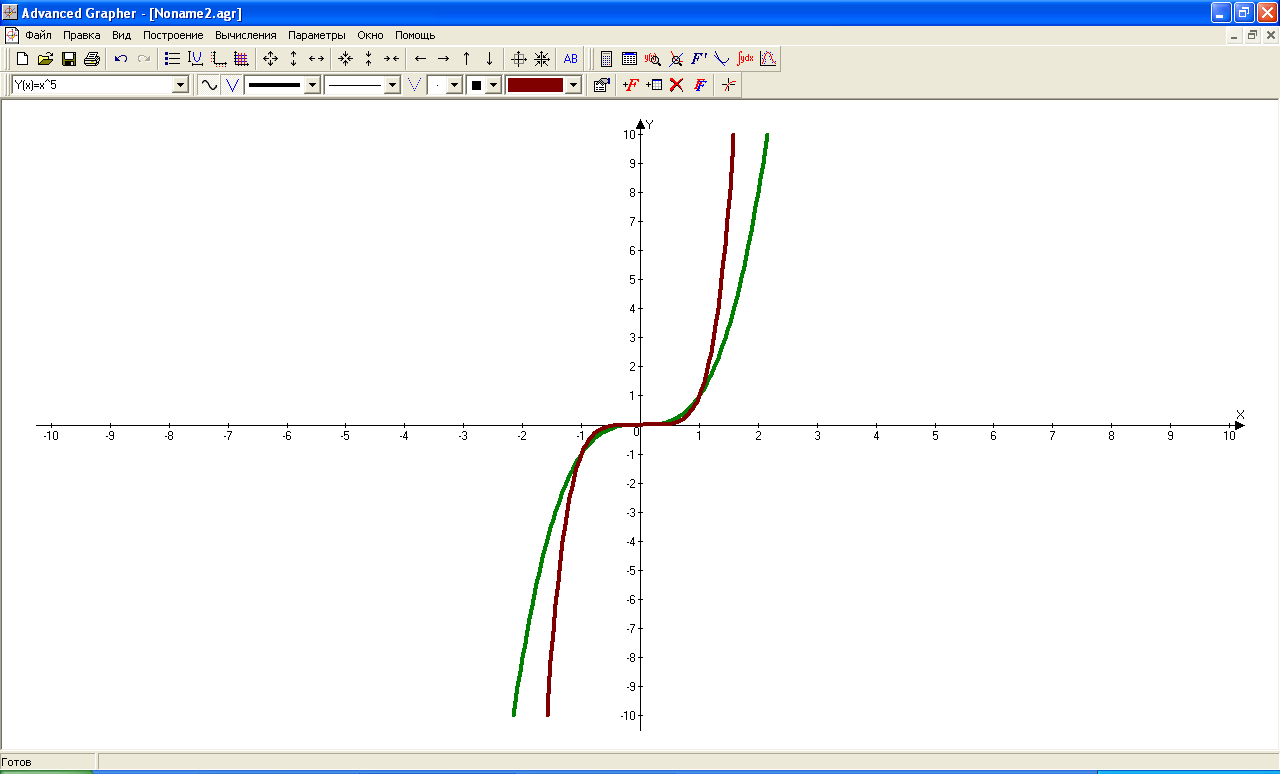 Advanced Grapher - [Noname2.agr]
Файл Правка Вид Построение Вычисления Параметры Окно Помощь
AB y(x) F' ∫ydx
Y(x)=x^5 +F F
Y
10
9
8
7
6
5
4
3
2
1
X
-10 -9 -8 -7 -6 -5 -4 -3 -2 -1 0 1 2 3 4 5 6 7 8 9 10
-1
-2
-3
-4
-5
-6
-7
-8
-9
-10
Готов